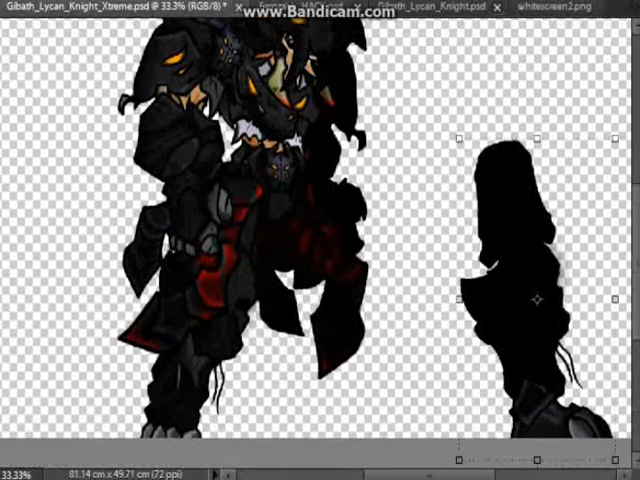 www.Bandicam.com
Gibath_Lycan_Knight_Xtreme.psd @ 33.3% (RGB/8) *
Gibath_Lycan_Knight.psd
whitescreen2.png
33.33%
81.14 cm x 49.71 cm (72 ppi)